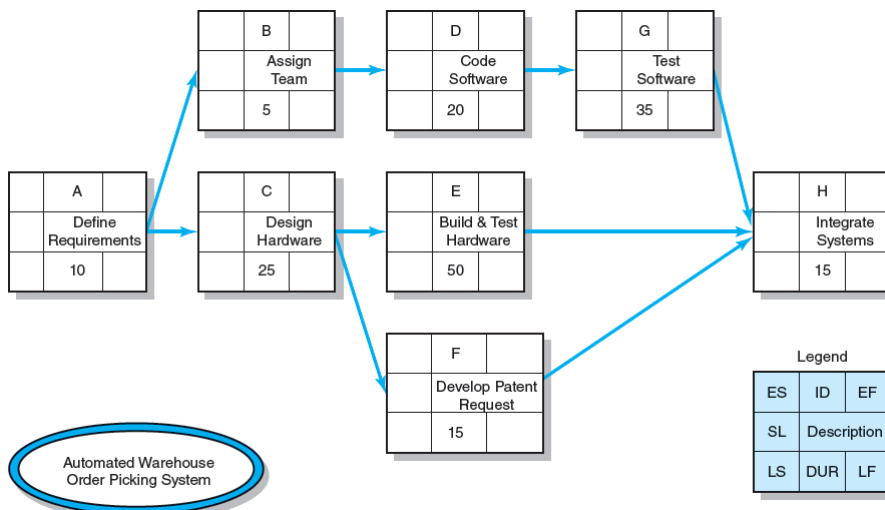 B
Assign
Team
5
D
Code
Software
20
G
Test
Software
35
A
Define
Requirements
10
C
Design
Hardware
25
E
Build & Test
Hardware
50
H
Integrate
Systems
15
F
Develop Patent
Request
15
Legend
ES ID EF
SL Description
LS DUR LF
Automated Warehouse
Order Picking System